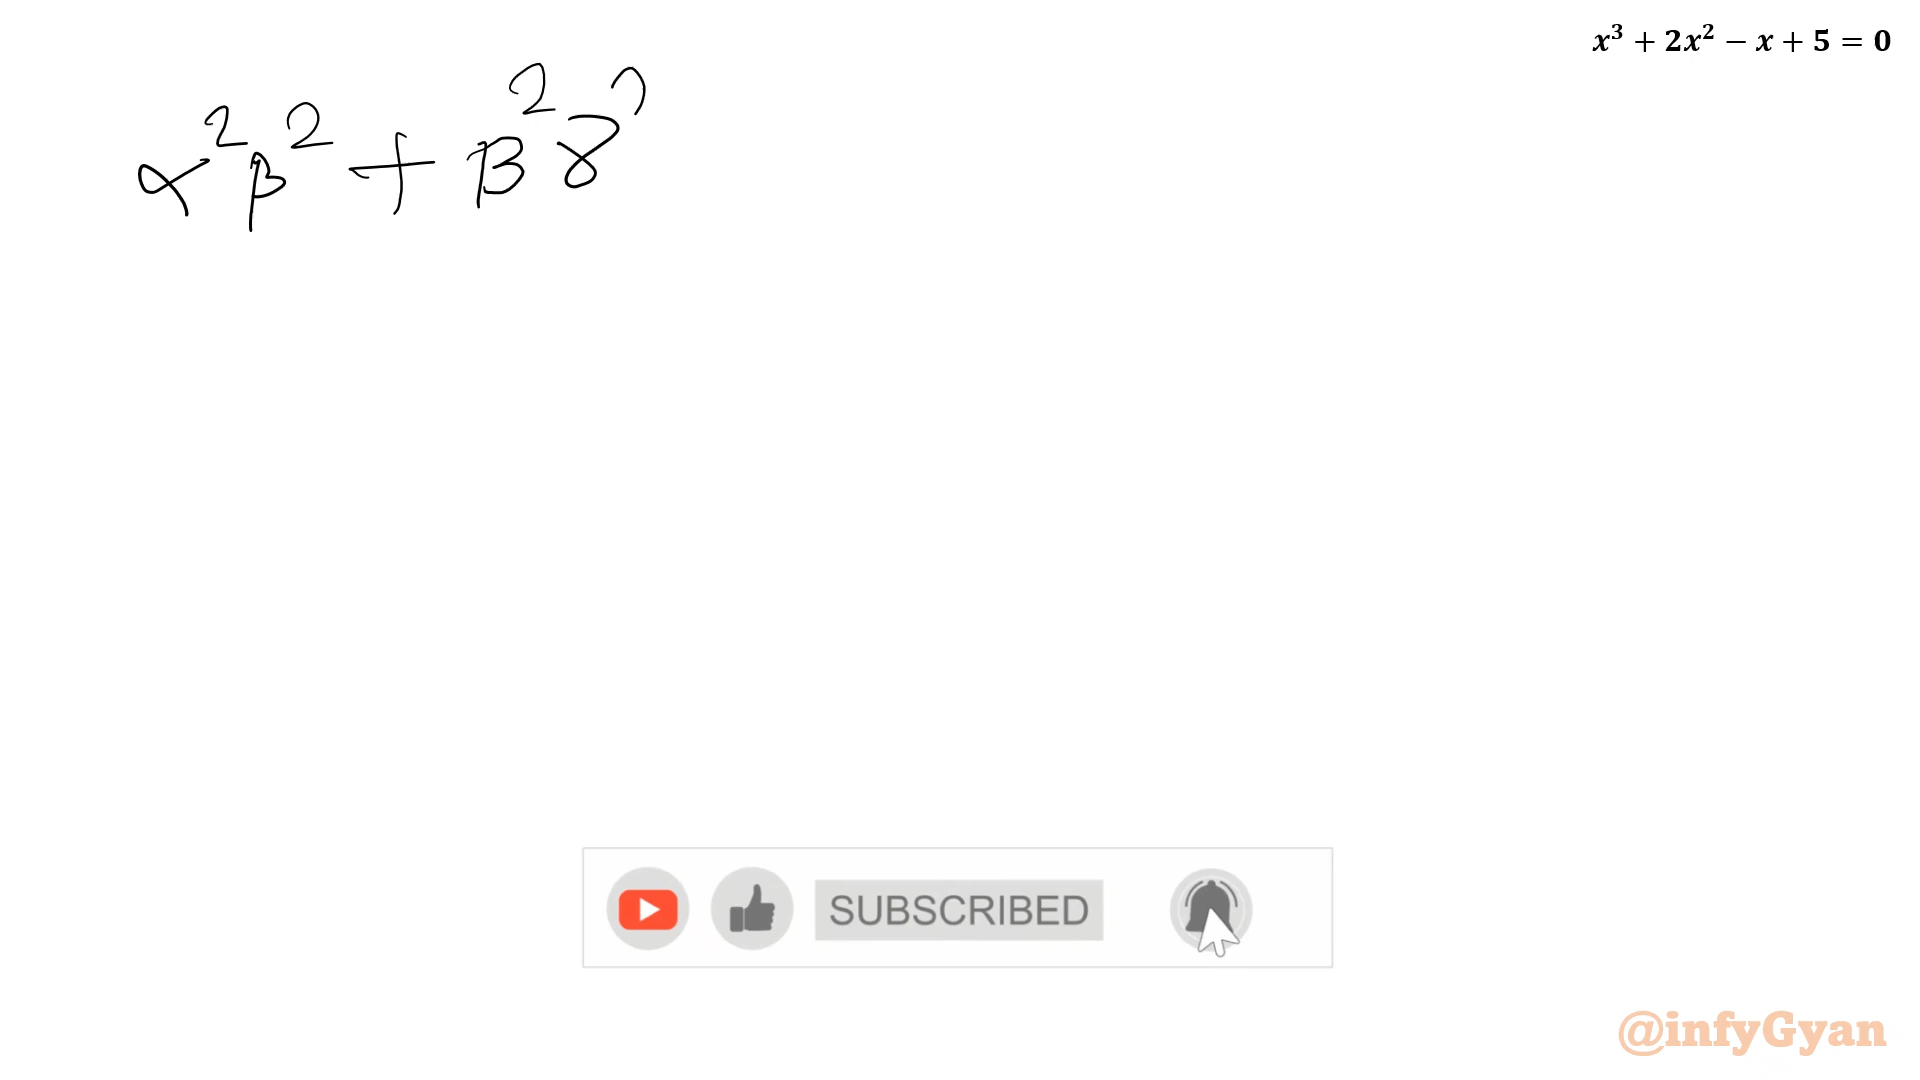 x³ + 2x² − x + 5 = 0
α²β² + β²γ²
SUBSCRIBED
@infyGyan